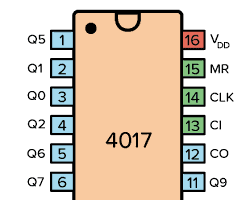 Q5 1 16 VDD
Q1 2 15 MR
Q0 3 14 CLK
Q2 4 13 CI
4017
Q6 5 12 CO
Q7 6 11 Q9